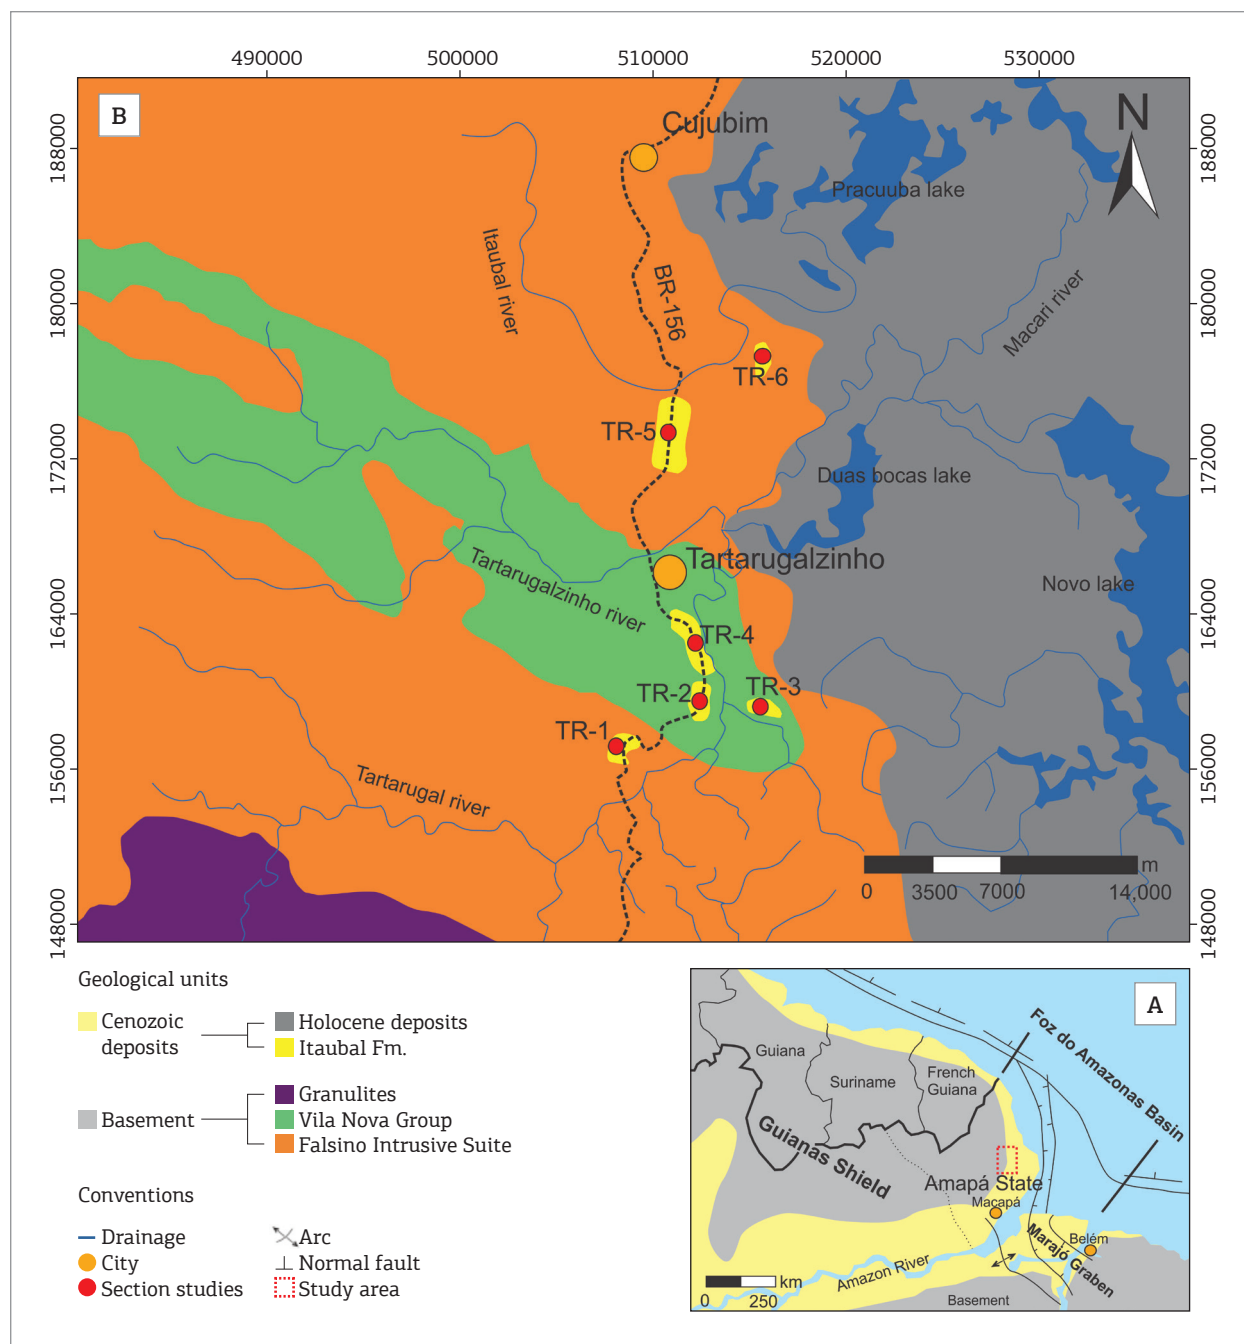 490000 500000 510000 520000 530000
B
Cujubim
N
188000 188000
Pracuuba lake
Itaubal river
BR-156
180000 180000
Macari river
TR-6
TR-5
172000 172000
Duas bocas lake
Tartarugalzinho
Tartarugalzinho river
Novo lake
164000 164000
TR-4
TR-2
TR-3
TR-1
156000 156000
Tartarugal river
m
0 3500 7000 14,000
148000 148000
Geological units
Cenozoic deposits
Holocene deposits
Itaubal Fm.
Basement
Granulites
Vila Nova Group
Falsino Intrusive Suite
Conventions
Drainage
City
Section studies
Arc
Normal fault
Study area
A
Foz do Amazonas Basin
Guiana
Suriname
French
Guiana
Guianas Shield
Amapá State
Macapá
Belém
Marajó Graben
Amazon River
km
0 250
Basement